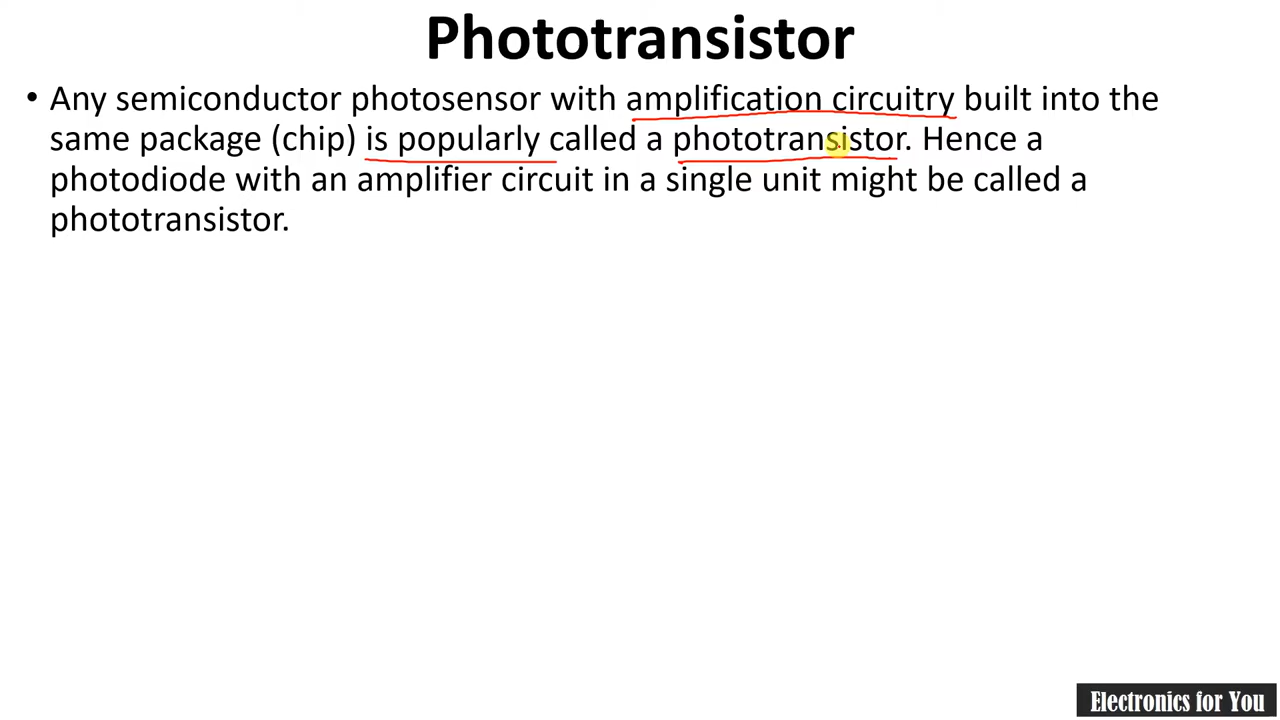 Phototransistor
• Any semiconductor photosensor with amplification circuitry built into the
same package (chip) is popularly called a phototransistor. Hence a
photodiode with an amplifier circuit in a single unit might be called a
phototransistor.
Electronics for You